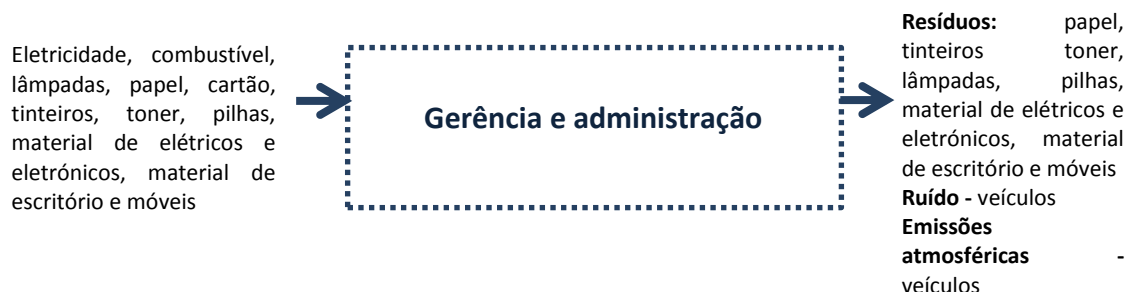 Eletricidade, combustível,
lâmpadas, papel, cartão,
tinteiros, toner, pilhas,
material de elétricos e
eletrónicos, material de
escritório e móveis
Gerência e administração
Resíduos: papel,
tinteiros toner,
lâmpadas, pilhas,
material de elétricos e
eletrónicos, material
de escritório e móveis
Ruído - veículos
Emissões
atmosféricas -
veículos